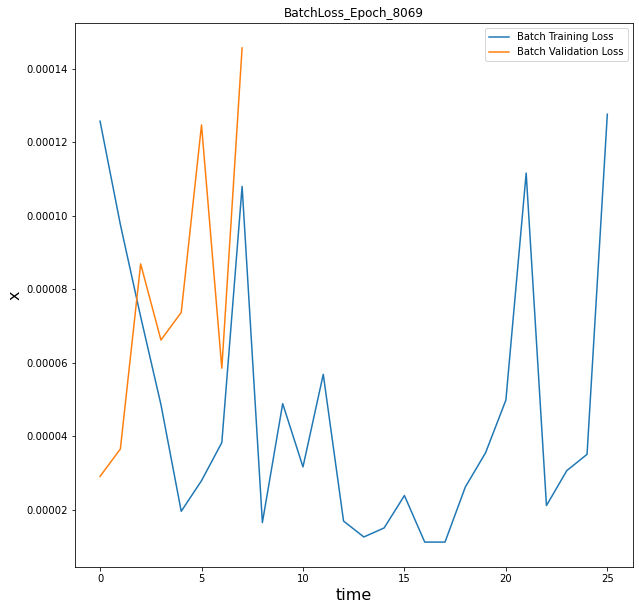 BatchLoss_Epoch_8069
Batch Training Loss
Batch Validation Loss
0.00014
0.00012
0.00010
0.00008
0.00006
0.00004
0.00002
x
0 5 10 15 20 25
time